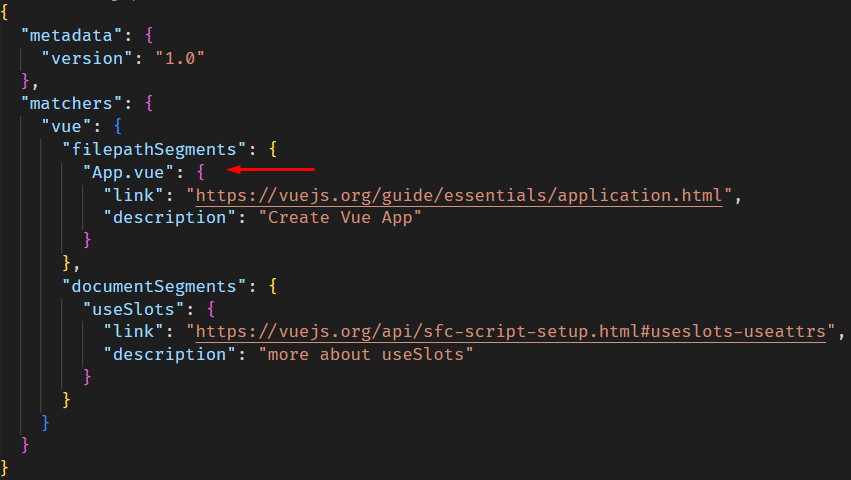 {
  "metadata": {
    "version": "1.0"
  },
  "matchers": {
    "vue": {
      "filepathSegments": {
        "App.vue": {
          "link": "https://vuejs.org/guide/essentials/application.html",
          "description": "Create Vue App"
        }
      },
      "documentSegments": {
        "useSlots": {
          "link": "https://vuejs.org/api/sfc-script-setup.html#useslots-useattrs",
          "description": "more about useSlots"
        }
      }
    }
  }
}